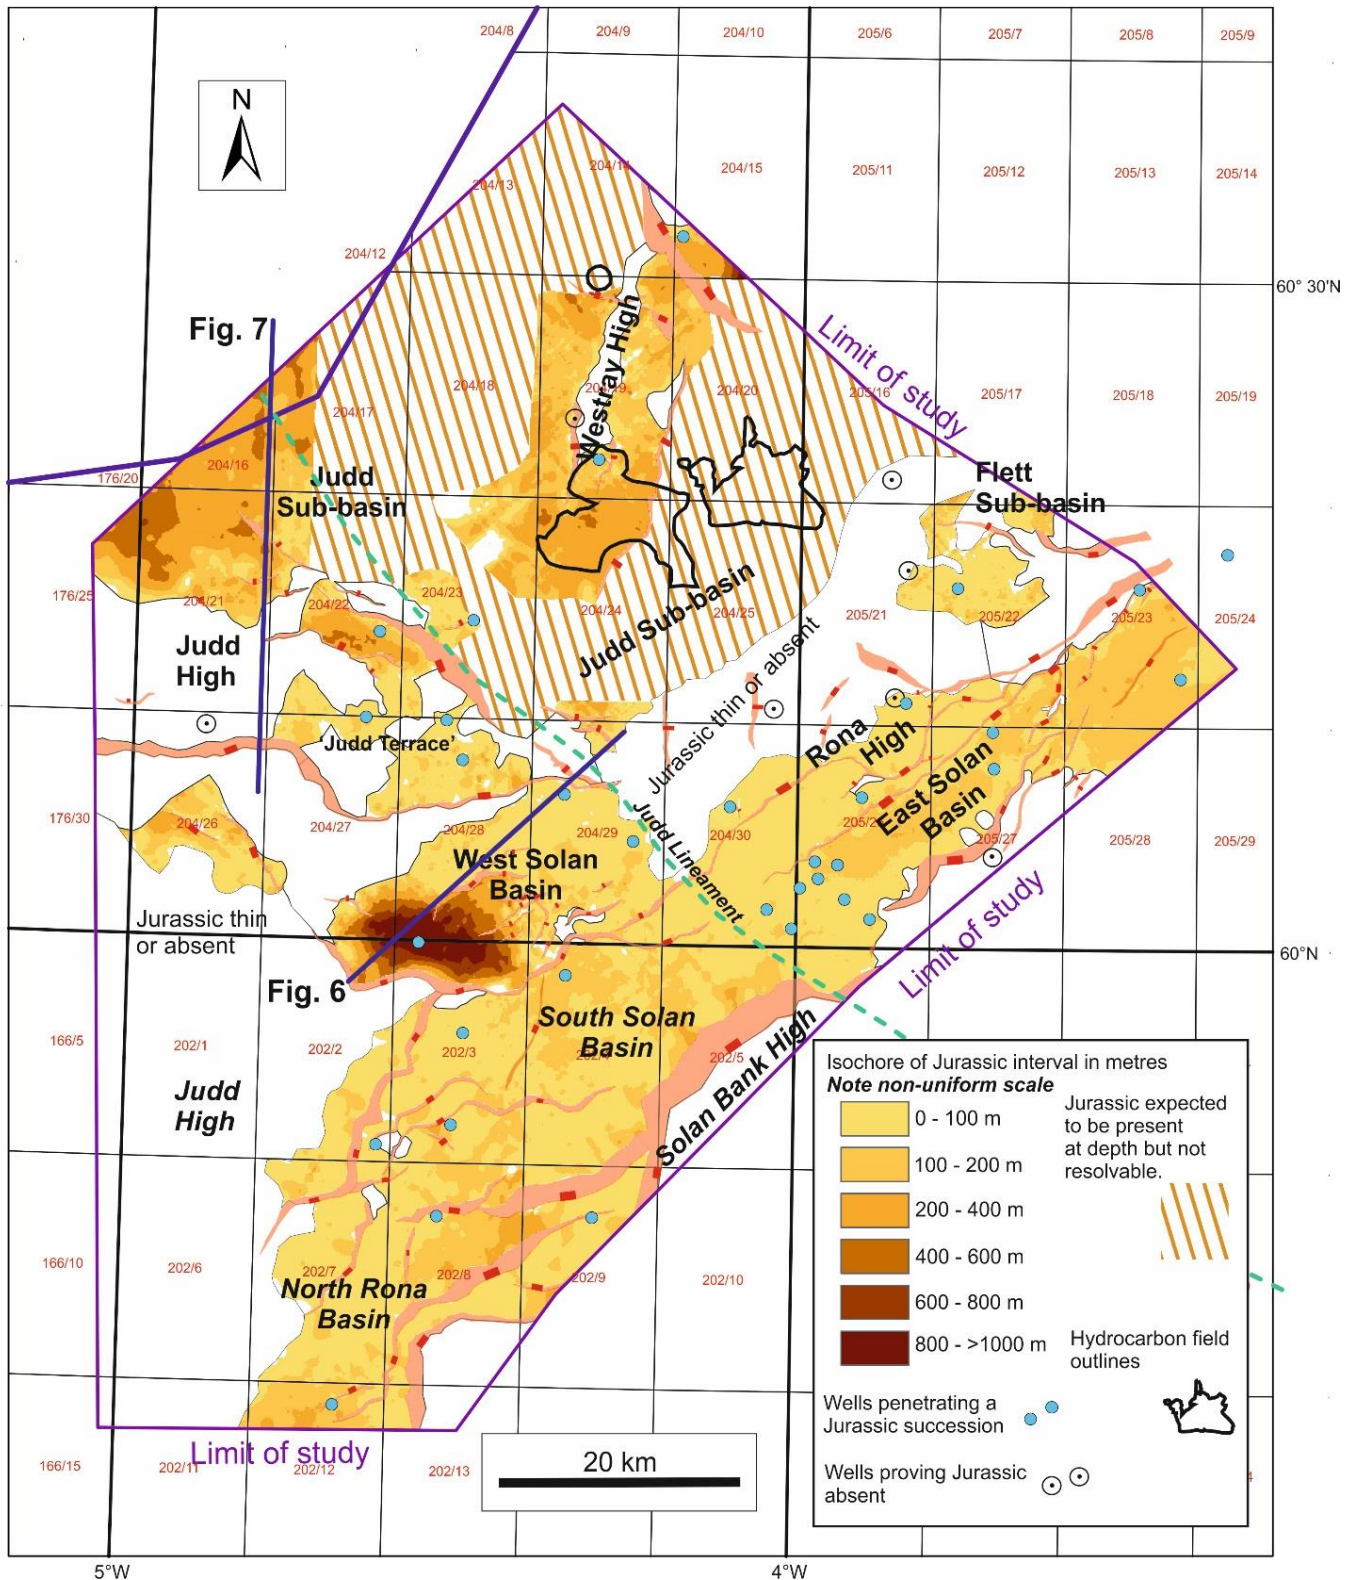 204/8
204/9
204/10
205/6
205/7
205/8
205/9
N
204/13
204/14
204/15
205/11
205/12
205/13
205/14
204/12
60° 30'N
Fig. 7
Westray High
Limit of study
204/17
204/18
204/19
204/20
205/16
205/17
205/18
205/19
176/20
204/16
Judd
Sub-basin
Flett
Sub-basin
176/25
204/21
204/22
204/23
204/24
204/25
205/21
205/22
205/23
205/24
Judd Sub-basin
Judd
High
Jurassic thin or absent
'Judd Terrace'
Rona
High
East Solan
Basin
176/30
204/26
204/27
204/28
204/29
204/30
205/27
205/28
205/29
West Solan
Basin
Judd Lineament
Jurassic thin
or absent
Limit of study
60°N
Fig. 6
South Solan
Basin
166/5
202/1
202/2
202/3
202/5
Solan Bank High
Judd
High
Isochore of Jurassic interval in metres
Note non-uniform scale
0 - 100 m
100 - 200 m
200 - 400 m
400 - 600 m
600 - 800 m
800 - >1000 m
Jurassic expected
to be present
at depth but not
resolvable.
Hydrocarbon field
outlines
Wells penetrating a
Jurassic succession
Wells proving Jurassic
absent
166/10
202/6
202/7
202/8
202/9
202/10
North Rona
Basin
Limit of study
166/15
202/11
202/12
202/13
20 km
5°W
4°W